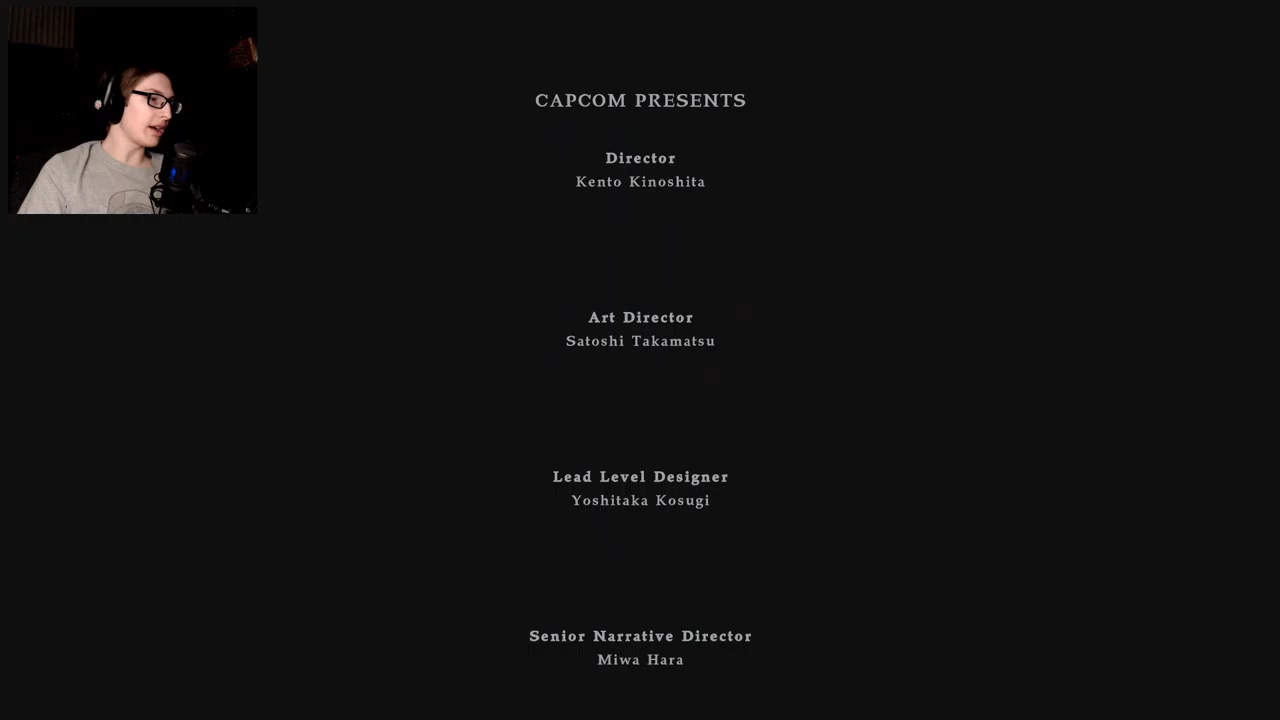 CAPCOM PRESENTS
Director
Kento Kinoshita
Art Director
Satoshi Takamatsu
Lead Level Designer
Yoshitaka Kosugi
Senior Narrative Director
Miwa Hara